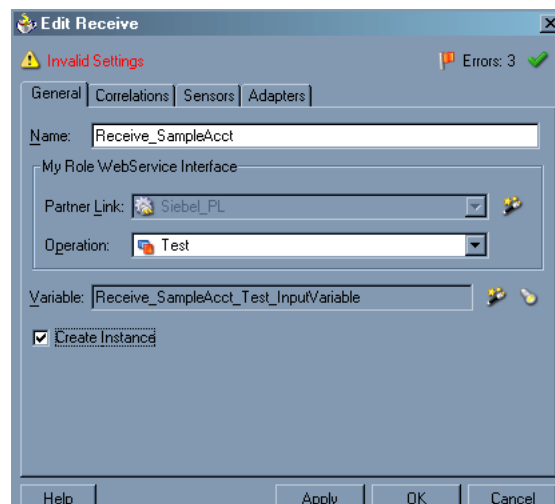 Edit Receive
Invalid Settings
Errors: 3
General Correlations Sensors Adapters
Name: Receive_SampleAcct
My Role WebService Interface
Partner Link: Siebel_PL
Operation: Test
Variable: Receive_SampleAcct_Test_InputVariable
Create Instance
Help Apply OK Cancel